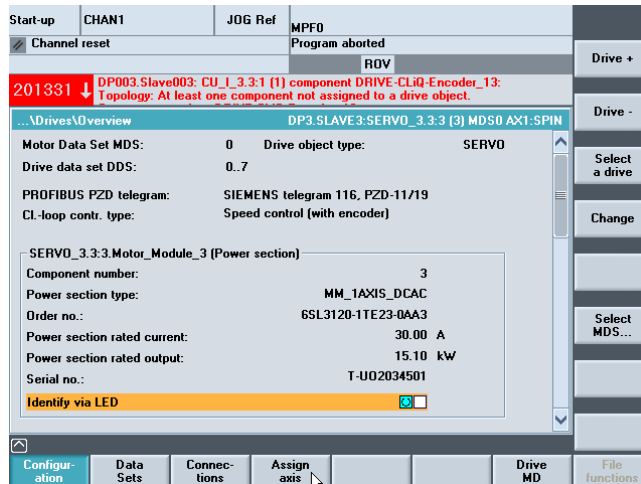 Start-up CHAN1 JOG Ref MPF0
Channel reset Program aborted
ROV
201331 DP003.Slave003: CU_I_3.3:1 (1) component DRIVE-CLiQ-Encoder_13:
Topology: At least one component not assigned to a drive object.
...\Drives\Overview DP3.SLAVE3:SERVO_3.3:3 (3) MDS0 AX1:SPIN
Motor Data Set MDS: 0 Drive object type: SERVO
Drive data set DDS: 0..7
PROFIBUS PZD telegram: SIEMENS telegram 116, PZD-11/19
Cl.-loop contr. type: Speed control (with encoder)
SERVO_3.3:3.Motor_Module_3 (Power section)
Component number: 3
Power section type: MM_1AXIS_DCAC
Order no.: 6SL3120-1TE23-0AA3
Power section rated current: 30.00 A
Power section rated output: 15.10 kW
Serial no.: T-UO2034501
Identify via LED
Drive +
Drive -
Select
a drive
Change
Select
MDS...
Configur-
ation
Data
Sets
Connec-
tions
Assign
axis
Drive
MD
File
functions